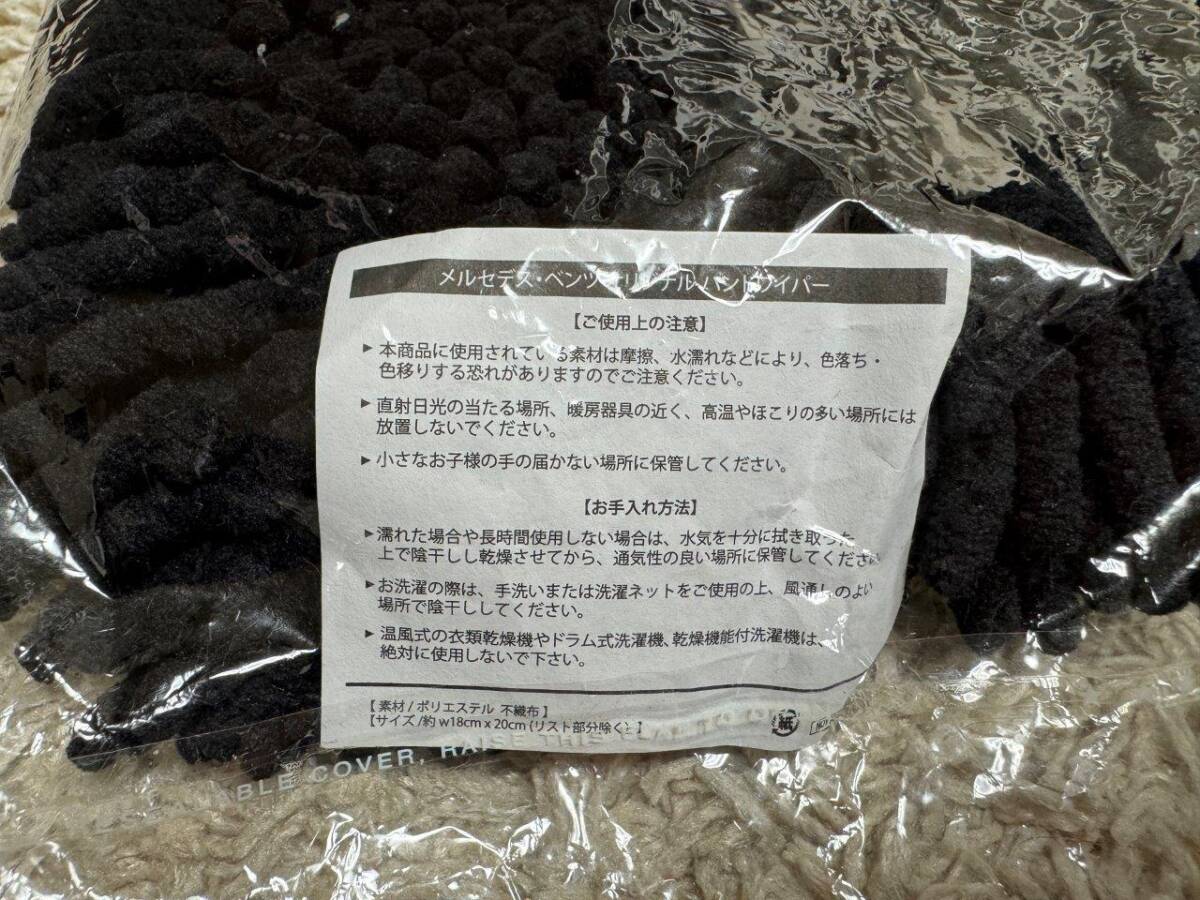 メルセデス・ベンツ オリジナル ハンドワイパー
【ご使用上の注意】
▶ 本商品に使用されている素材は摩擦、水濡れなどにより、色落ち・
色移りする恐れがありますのでご注意ください。
▶ 直射日光の当たる場所、暖房器具の近く、高温やほこりの多い場所には
放置しないでください。
▶ 小さなお子様の手の届かない場所に保管してください。
【お手入れ方法】
▶ 濡れた場合や長時間使用しない場合は、水気を十分に拭き取った
上で陰干しし乾燥させてから、通気性の良い場所に保管してください
▶ お洗濯の際は、手洗いまたは洗濯ネットをご使用の上、風通しのよい
場所で陰干ししてください。
▶ 温風式の衣類乾燥機やドラム式洗濯機、乾燥機能付洗濯機は、
絶対に使用しないで下さい。
【 素材 / ポリエステル 不織布 】
【サイズ / 約 w18cm x 20cm (リスト部分除く) 】
紙
COVER, THIS